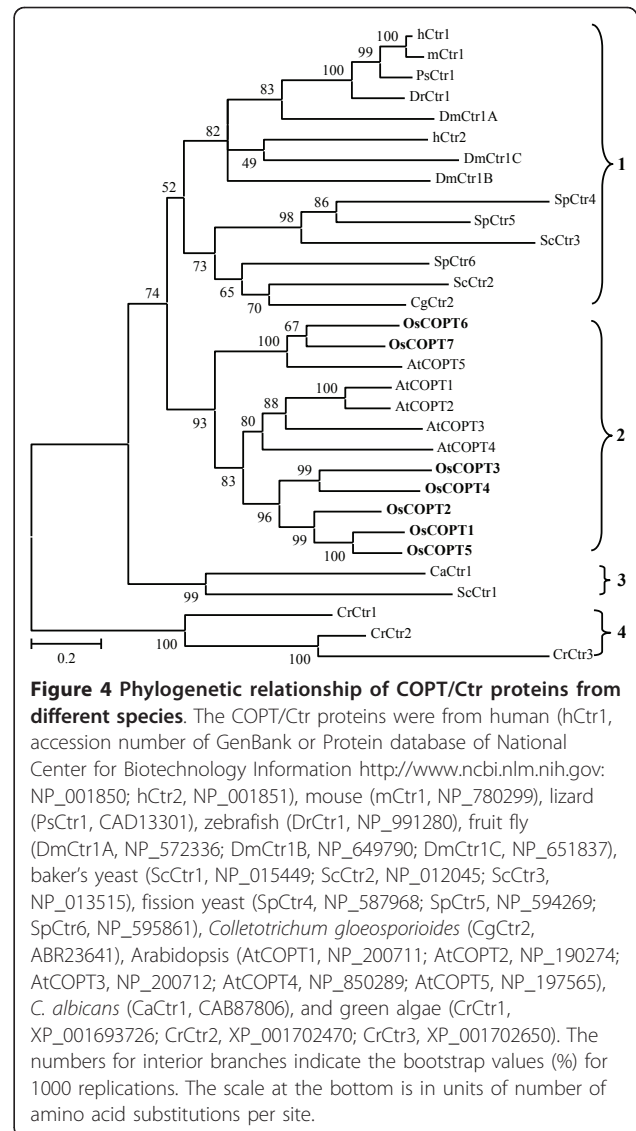 100
hCtr1
99
mCtr1
100
PsCtr1
83
DrCtr1
DmCtr1A
82
hCtr2
49
DmCtr1C
52
DmCtr1B
1
86
SpCtr4
98
SpCtr5
ScCtr3
73
SpCtr6
65
ScCtr2
74
70
CgCtr2
67
OsCOPT6
100
OsCOPT7
AtCOPT5
100
AtCOPT1
88
AtCOPT2
93
80
AtCOPT3
2
AtCOPT4
83
99
OsCOPT3
OsCOPT4
96
OsCOPT2
99
OsCOPT1
100
OsCOPT5
CaCtr1
3
99
ScCtr1
CrCtr1
100
CrCtr2
4
0.2
100
CrCtr3
Figure 4 Phylogenetic relationship of COPT/Ctr proteins from
different species. The COPT/Ctr proteins were from human (hCtr1,
accession number of GenBank or Protein database of National
Center for Biotechnology Information http://www.ncbi.nlm.nih.gov:
NP_001850; hCtr2, NP_001851), mouse (mCtr1, NP_780299), lizard
(PsCtr1, CAD13301), zebrafish (DrCtr1, NP_991280), fruit fly
(DmCtr1A, NP_572336; DmCtr1B, NP_649790; DmCtr1C, NP_651837),
baker's yeast (ScCtr1, NP_015449; ScCtr2, NP_012045; ScCtr3,
NP_013515), fission yeast (SpCtr4, NP_587968; SpCtr5, NP_594269;
SpCtr6, NP_595861), Colletotrichum gloeosporioides (CgCtr2,
ABR23641), Arabidopsis (AtCOPT1, NP_200711; AtCOPT2, NP_190274;
AtCOPT3, NP_200712; AtCOPT4, NP_850289; AtCOPT5, NP_197565),
C. albicans (CaCtr1, CAB87806), and green algae (CrCtr1,
XP_001693726; CrCtr2, XP_001702470; CrCtr3, XP_001702650). The
numbers for interior branches indicate the bootstrap values (%) for
1000 replications. The scale at the bottom is in units of number of
amino acid substitutions per site.